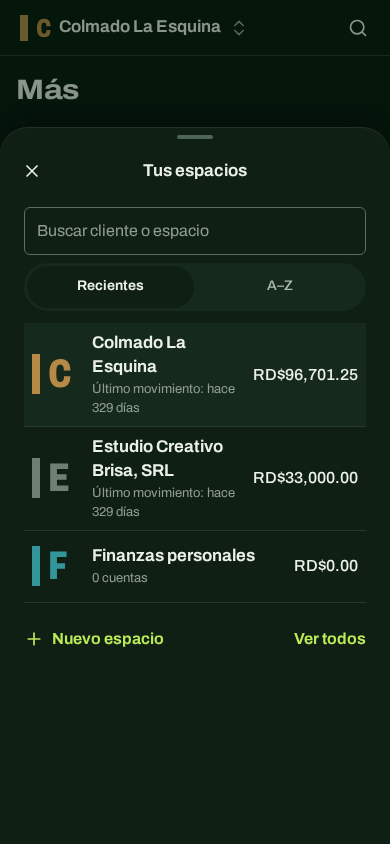 C Colmado La Esquina
Más
Tus espacios
Buscar cliente o espacio
Recientes
A–Z
C
Colmado La
Esquina
Último movimiento: hace
329 días
RD$96,701.25
E
Estudio Creativo
Brisa, SRL
Último movimiento: hace
329 días
RD$33,000.00
F
Finanzas personales
0 cuentas
RD$0.00
Nuevo espacio
Ver todos